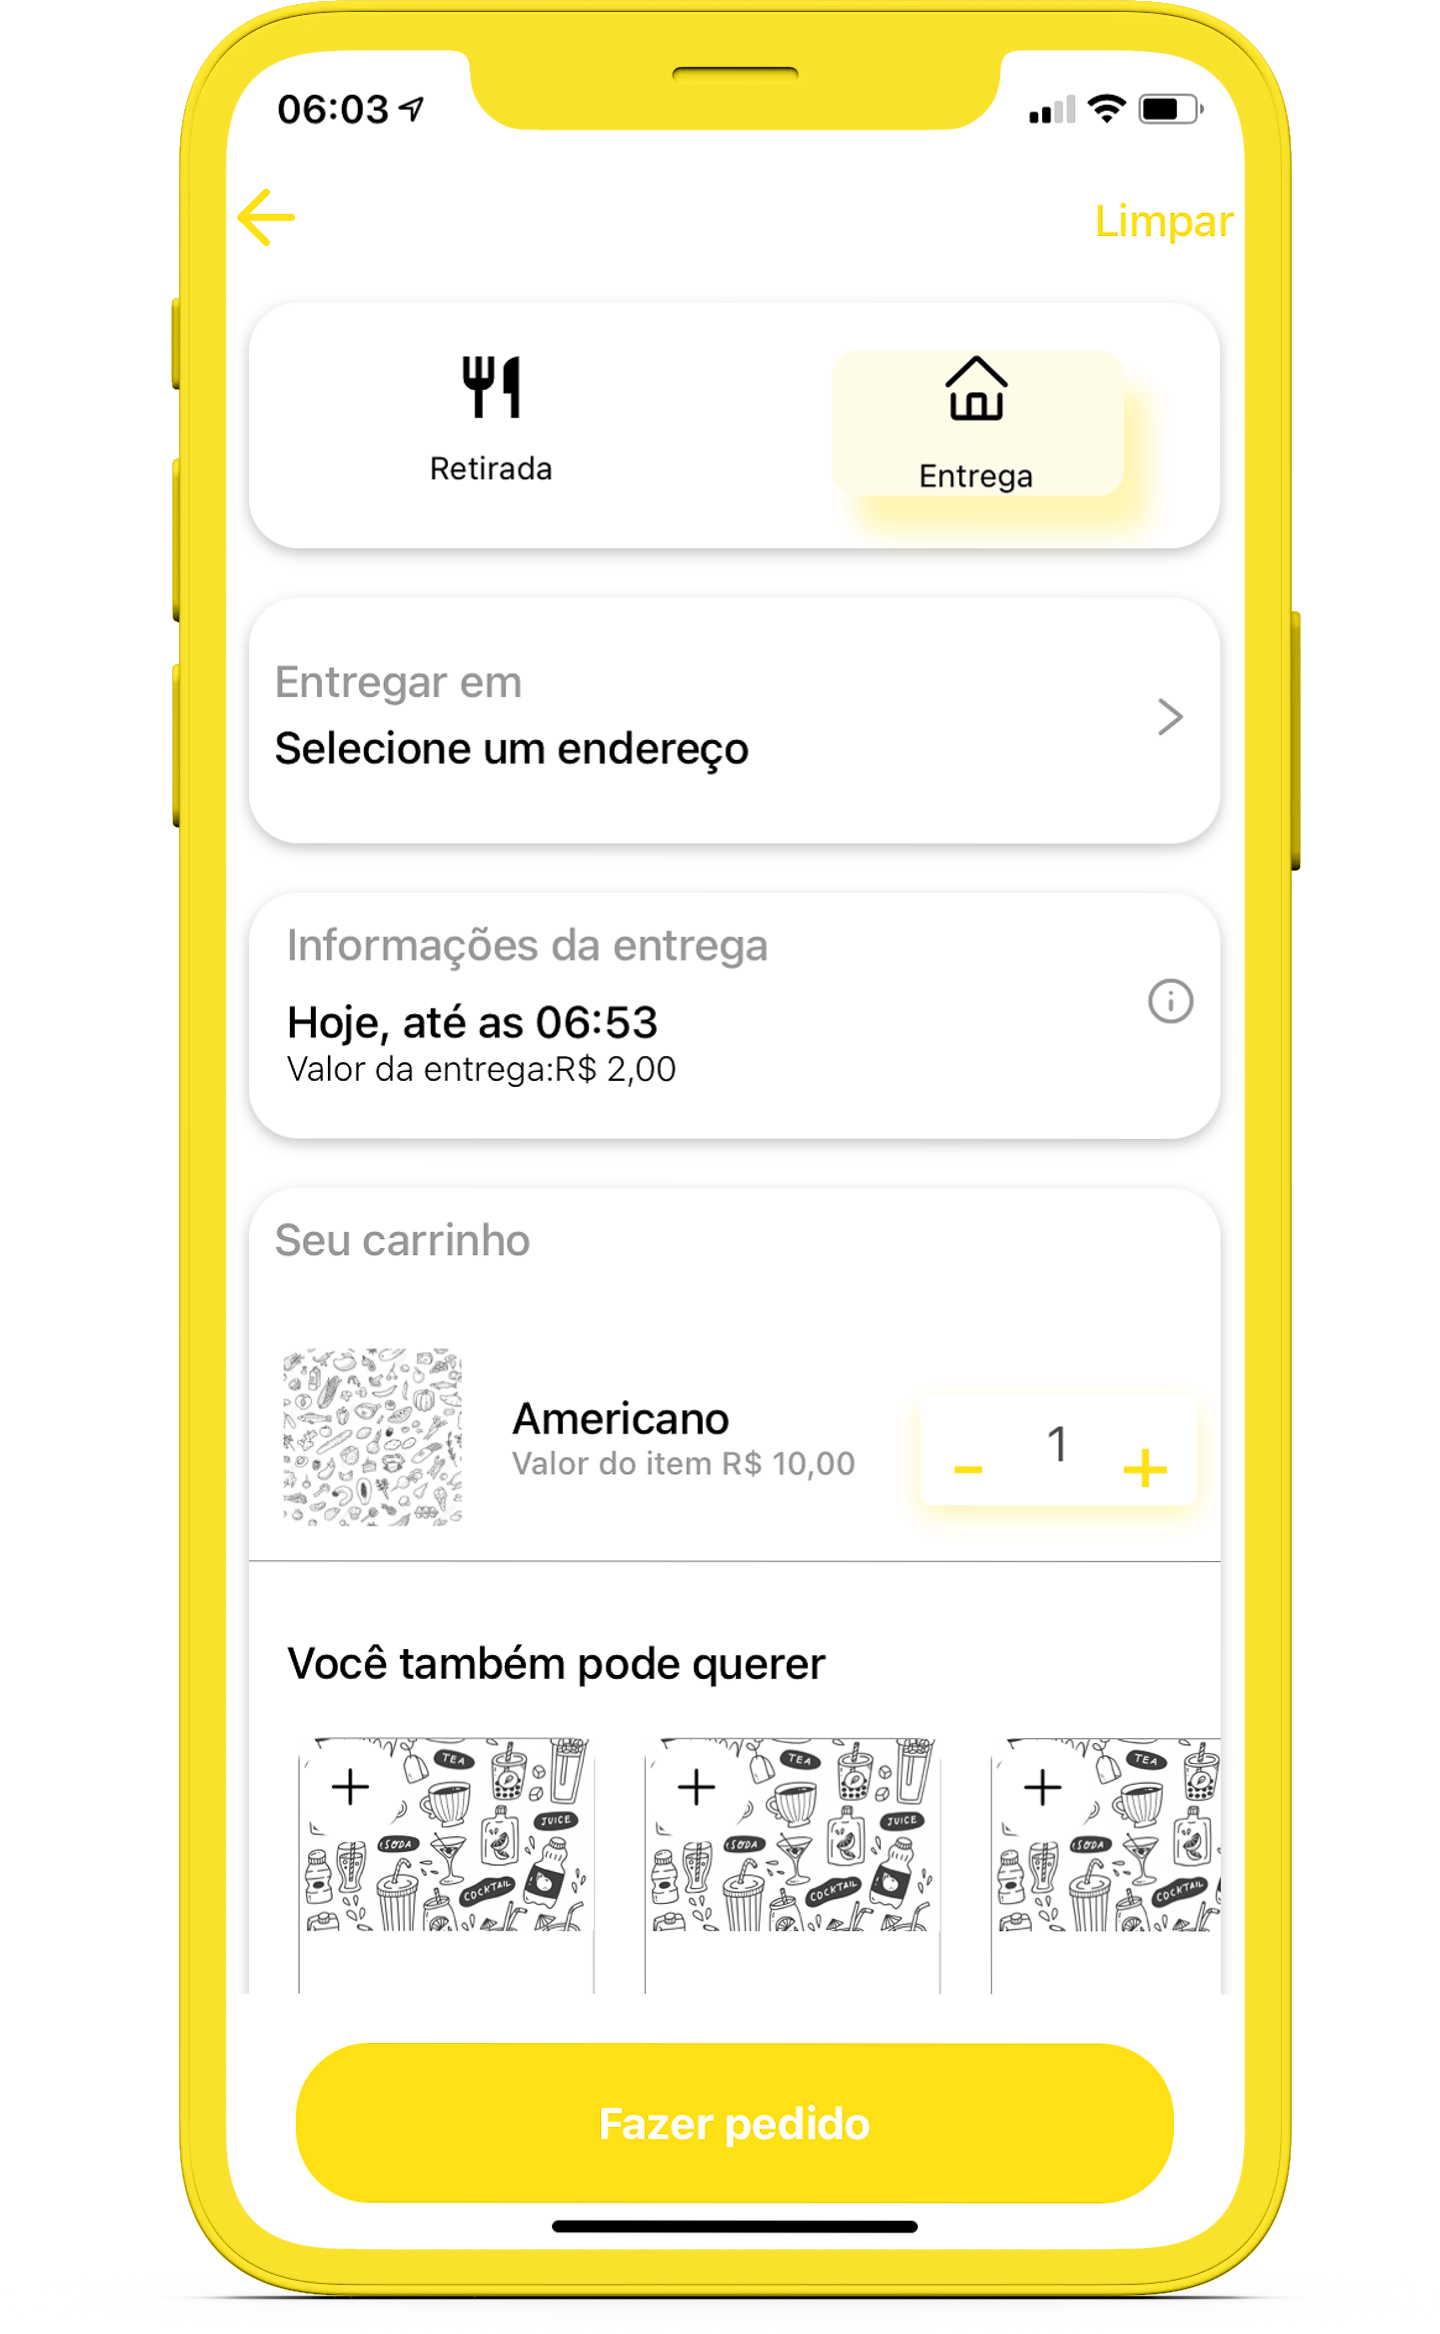 06:03
Limpar
Retirada
Entrega
Entregar em
Selecione um endereço
Informações da entrega
Hoje, até as 06:53
Valor da entrega:R$ 2,00
Seu carrinho
Americano
Valor do item R$ 10,00
- 1 +
Você também pode querer
+ TEA
JUICE
SODA
COCKTAIL
+ TEA
JUICE
SODA
COCKTAIL
+ TEA
SODA
COCKTAIL
Fazer pedido